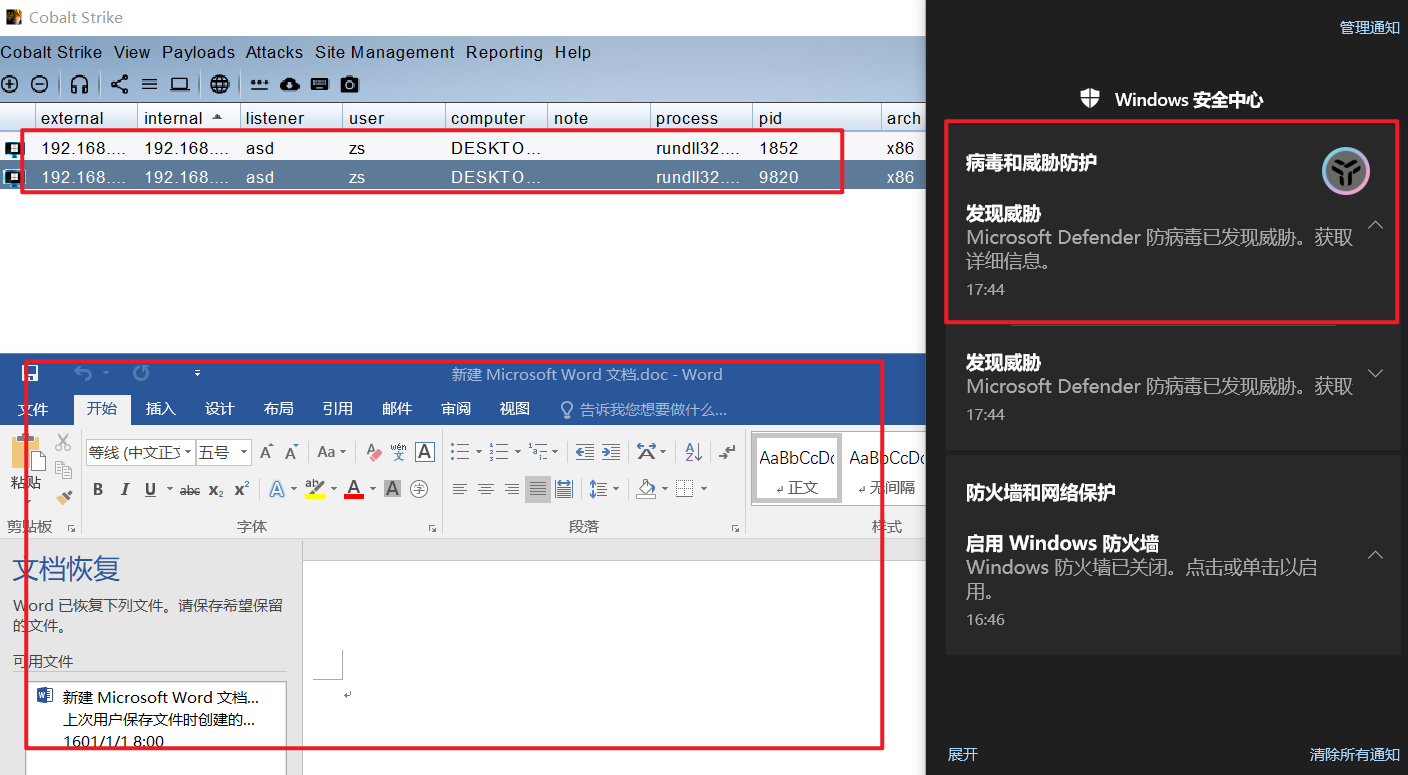 Cobalt Strike
Cobalt Strike View Payloads Attacks Site Management Reporting Help
external internal listener user computer note process pid arch
192.168.... 192.168.... asd zs DESKTO... rundll32.... 1852 x86
192.168.... 192.168.... asd zs DESKTO... rundll32.... 9820 x86
新建 Microsoft Word 文档.doc - Word
文件 开始 插入 设计 布局 引用 邮件 审阅 视图 告诉我您想要做什么...
粘贴
剪贴板
等线 (中文正文 五号 A A Aa wén 文 A
B I U abc X₂ X² A ab A A 字
字体
段落
AaBbCcDc AaBbCcDc
正文 无间隔
样式
文档恢复
Word 已恢复下列文件。请保存希望保留
的文件。
可用文件
新建 Microsoft Word 文档...
上次用户保存文件时创建的...
1601/1/1 8:00
管理通知
Windows 安全中心
病毒和威胁防护
发现威胁
Microsoft Defender 防病毒已发现威胁。获取
详细信息。
17:44
发现威胁
Microsoft Defender 防病毒已发现威胁。获取
17:44
防火墙和网络保护
启用 Windows 防火墙
Windows 防火墙已关闭。点击或单击以启
用。
16:46
展开 清除所有通知